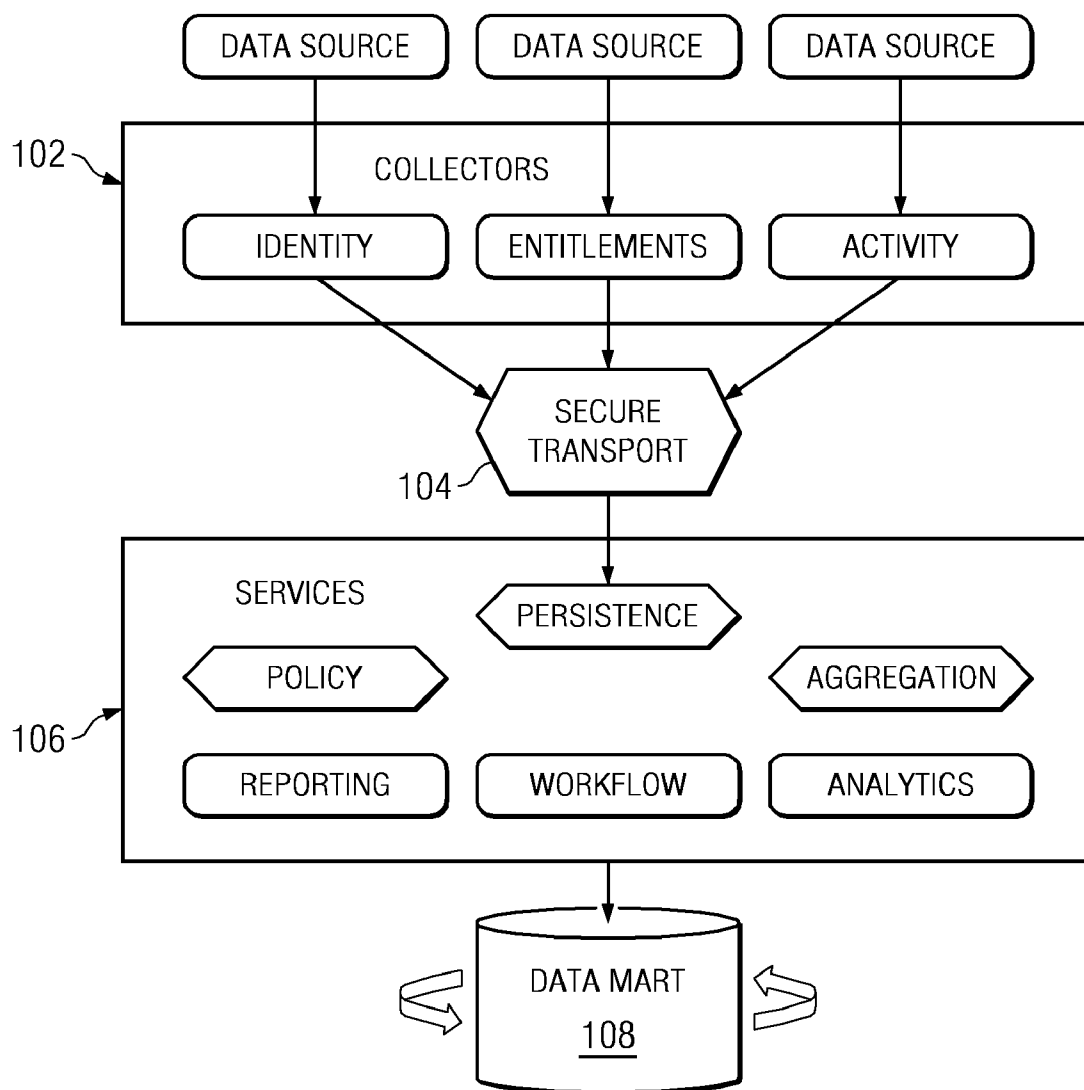 DATA SOURCE
DATA SOURCE
DATA SOURCE
102
COLLECTORS
IDENTITY
ENTITLEMENTS
ACTIVITY
SECURE
TRANSPORT
104
SERVICES
PERSISTENCE
POLICY
AGGREGATION
106
REPORTING
WORKFLOW
ANALYTICS
DATA MART
108